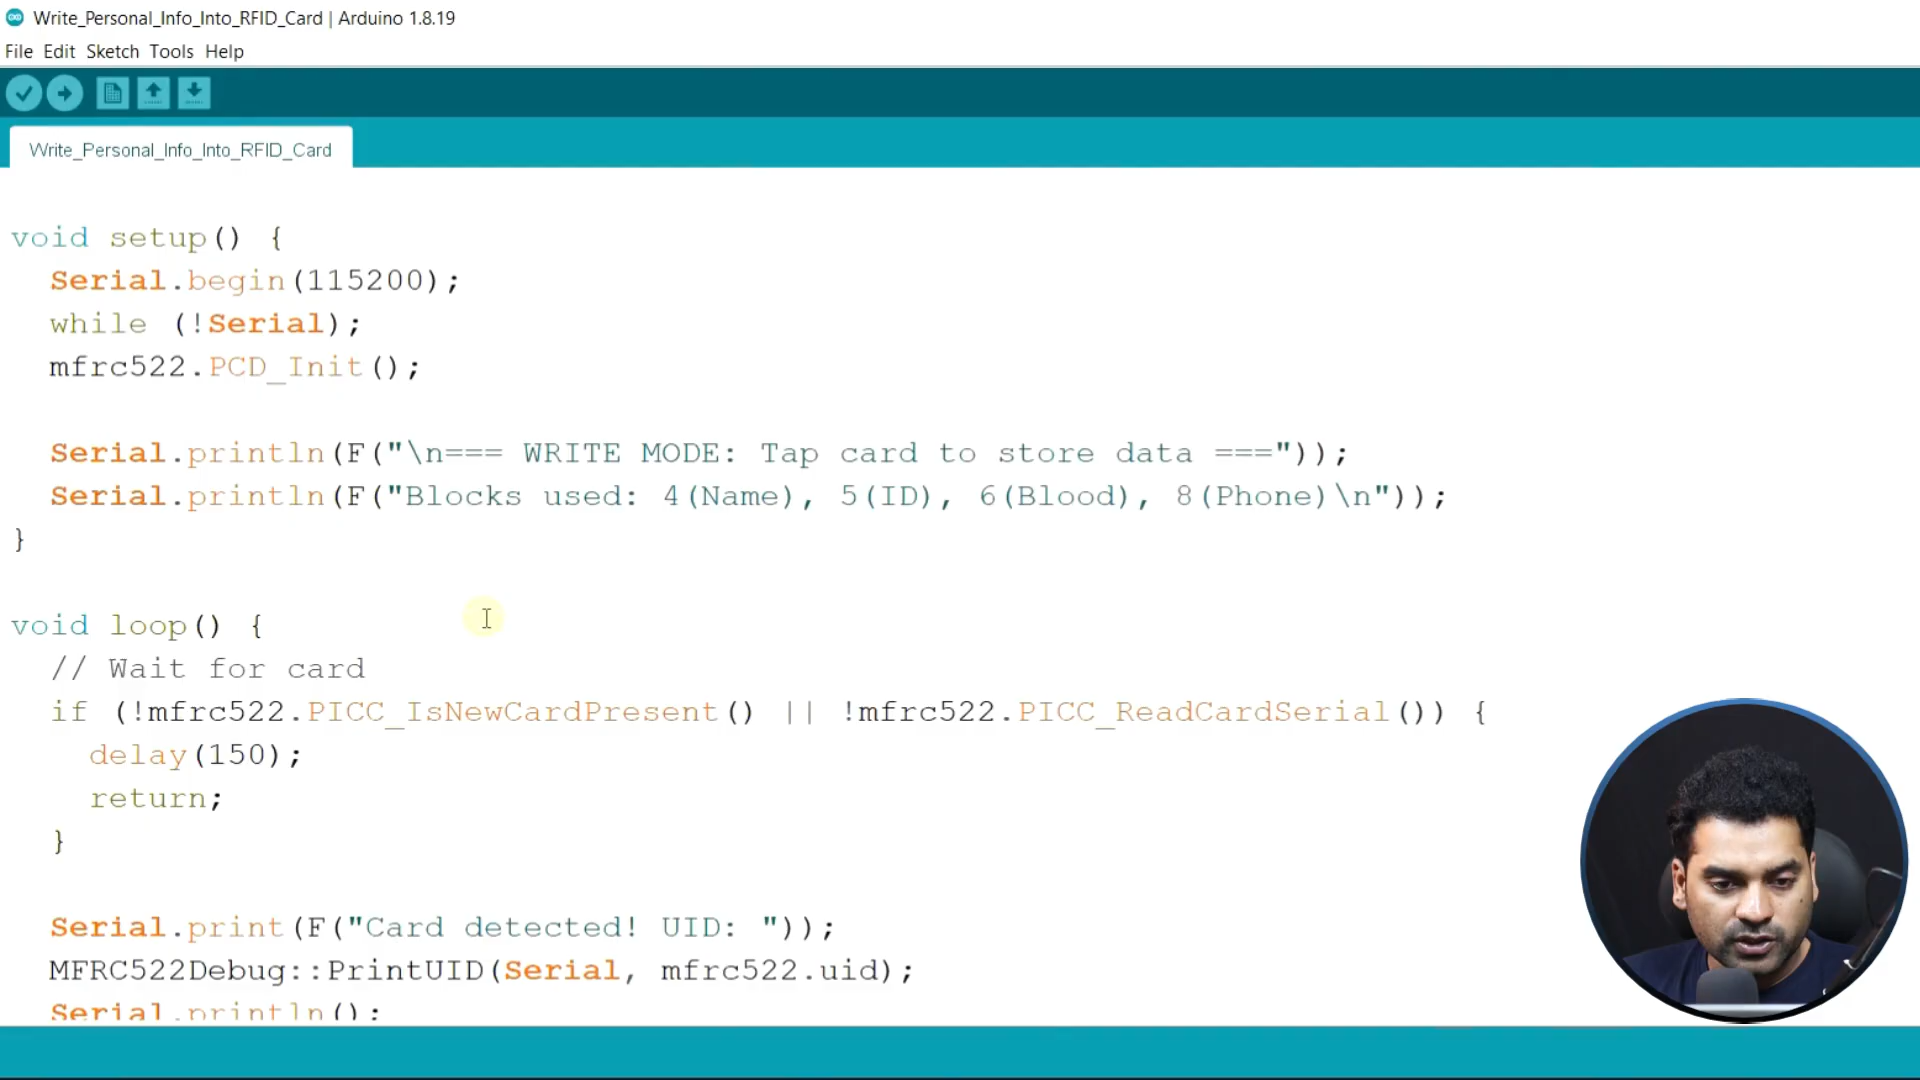 Write_Personal_Info_Into_RFID_Card | Arduino 1.8.19
File Edit Sketch Tools Help
Write_Personal_Info_Into_RFID_Card
void setup() {
Serial.begin(115200);
while (!Serial);
mfrc522.PCD_Init();
Serial.println(F("\n=== WRITE MODE: Tap card to store data ==="));
Serial.println(F("Blocks used: 4(Name), 5(ID), 6(Blood), 8(Phone)\n"));
}
void loop() {
// Wait for card
if (!mfrc522.PICC_IsNewCardPresent() || !mfrc522.PICC_ReadCardSerial()) {
delay(150);
return;
}
Serial.print(F("Card detected! UID: "));
MFRC522Debug::PrintUID(Serial, mfrc522.uid);
Serial.println();